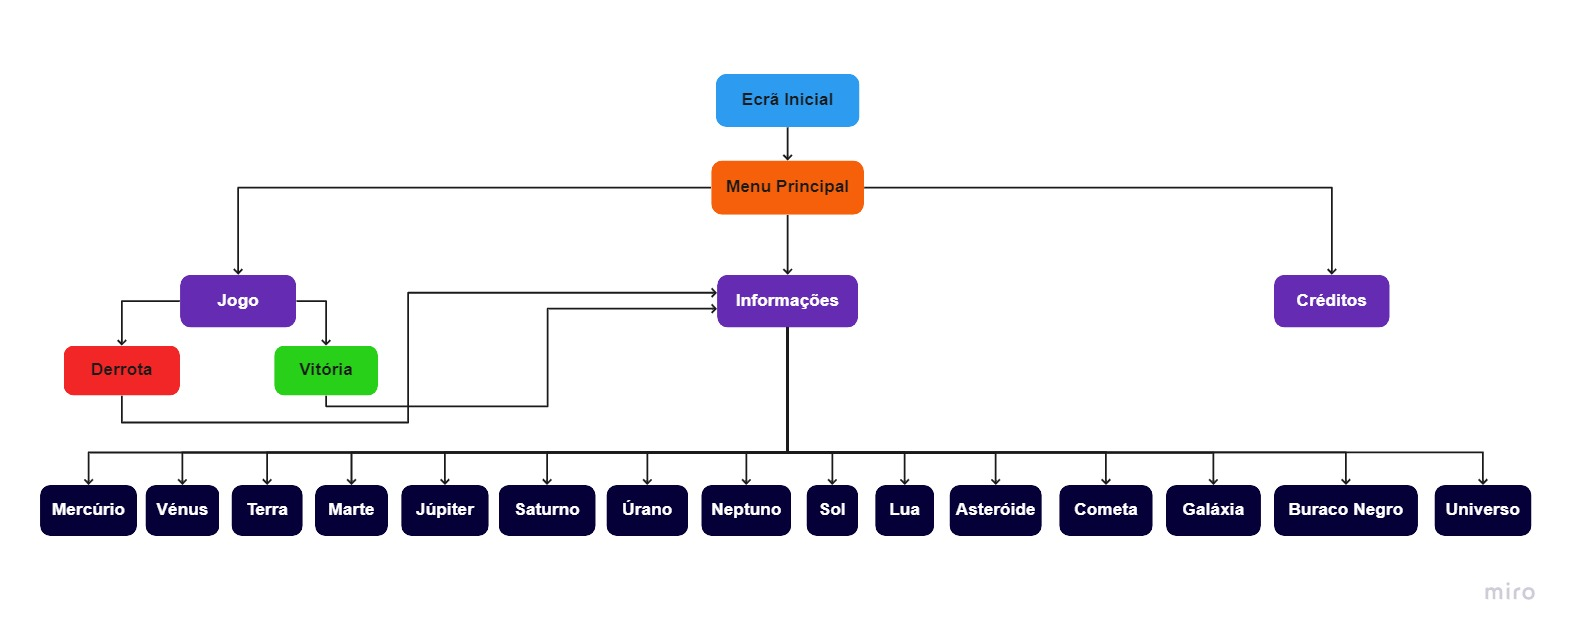 Ecrã Inicial
Menu Principal
Jogo
Informações
Créditos
Derrota
Vitória
Mercúrio
Vénus
Terra
Marte
Júpiter
Saturno
Úrano
Neptuno
Sol
Lua
Asteróide
Cometa
Galáxia
Buraco Negro
Universo
miro